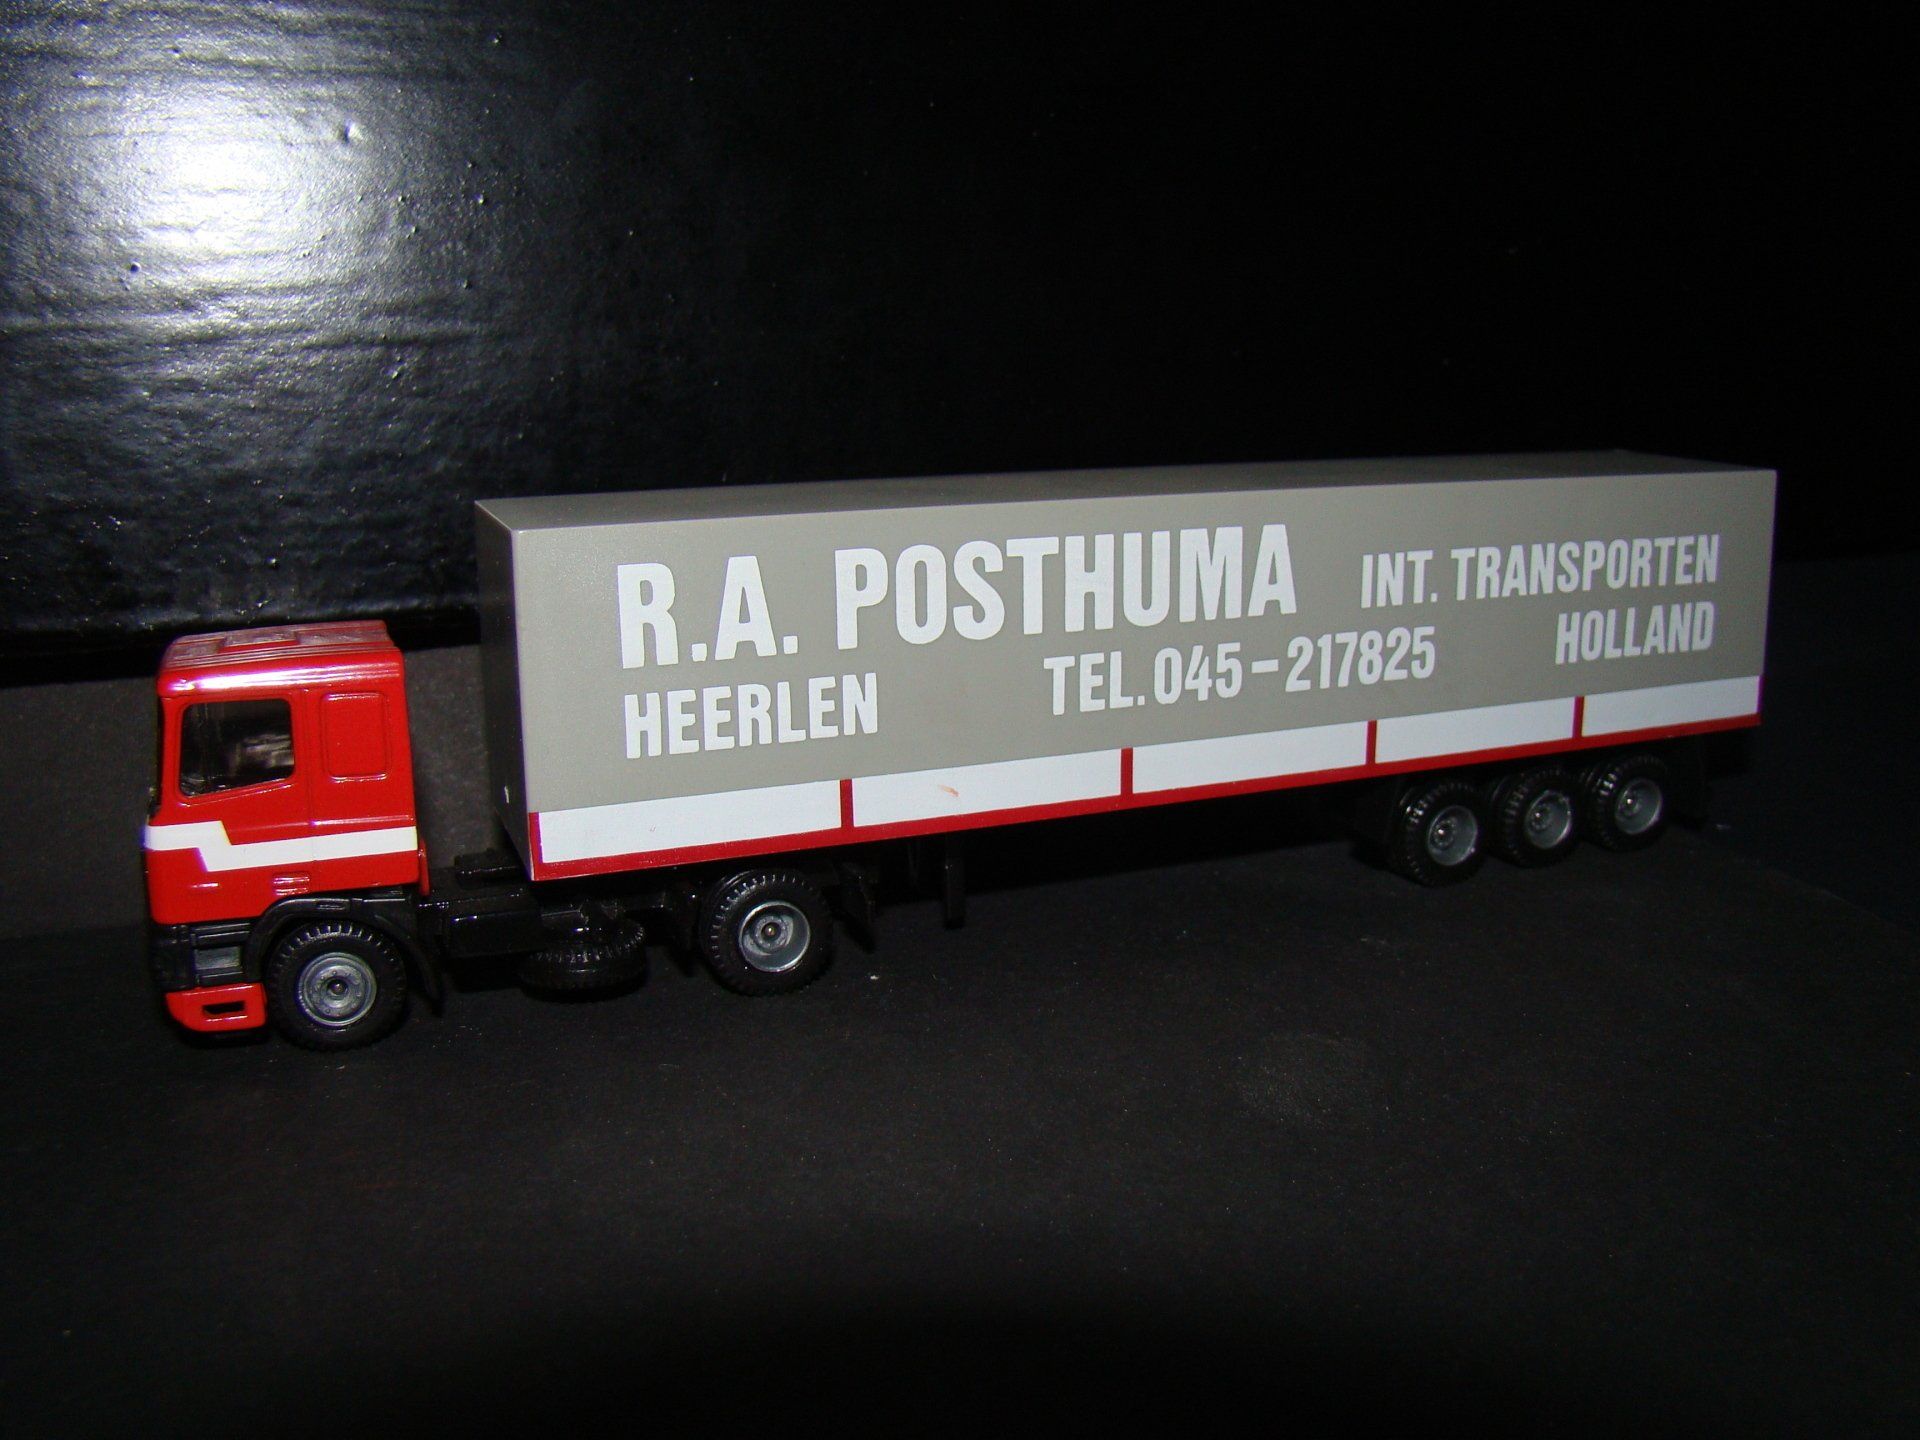 R.A. POSTHUMA INT. TRANSPORTEN
HEERLEN TEL. 045-217825 HOLLAND